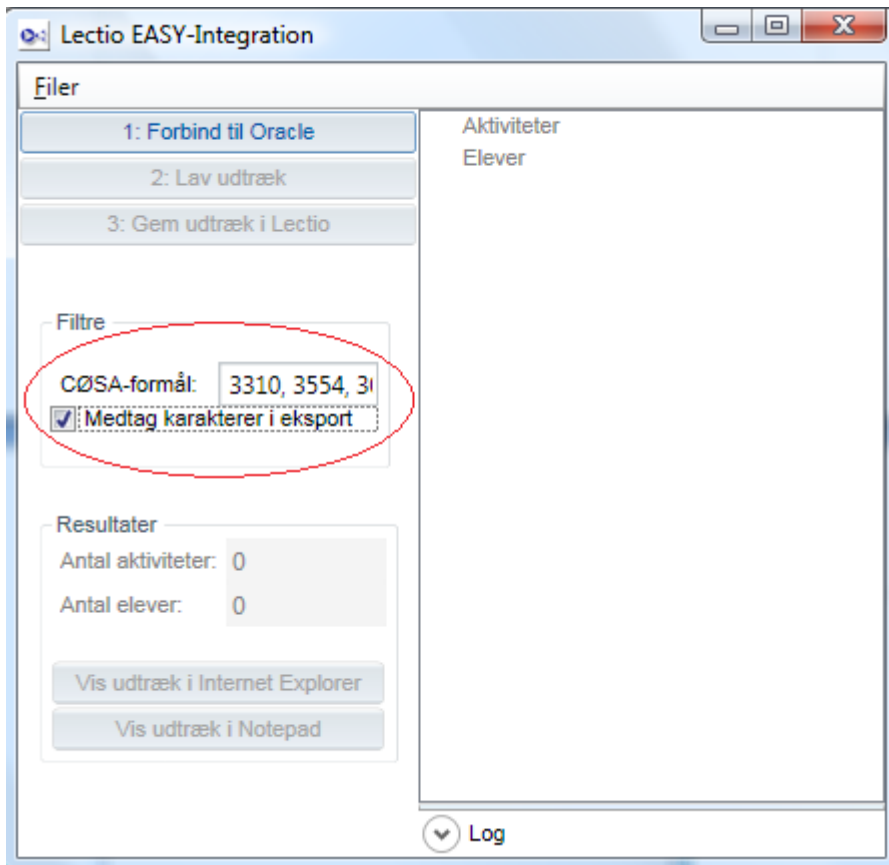 Lectio EASY-Integration
Filer
1: Forbind til Oracle
2: Lav udtræk
3: Gem udtræk i Lectio
Filtre
CØSA-formål: 3310, 3554, 3
Medtag karakterer i eksport
Resultater
Antal aktiviteter: 0
Antal elever: 0
Vis udtræk i Internet Explorer
Vis udtræk i Notepad
Aktiviteter
Elever
Log